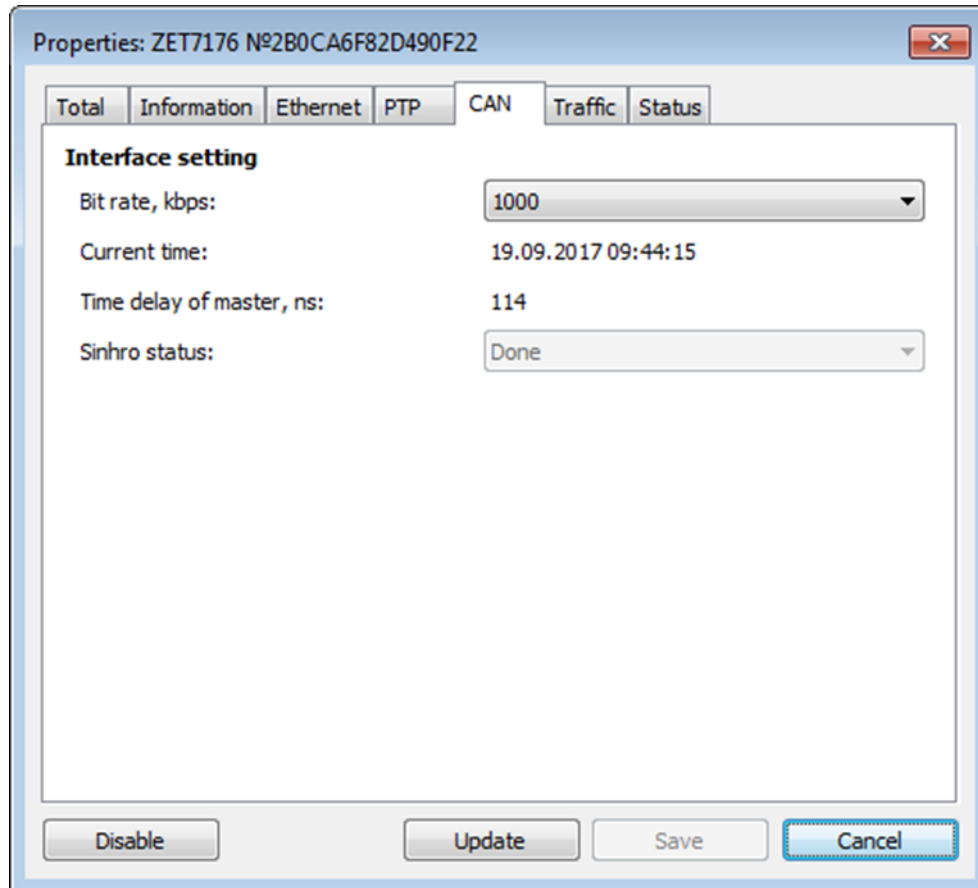 Properties: ZET7176 №2B0CA6F82D490F22
Total Information Ethernet PTP CAN Traffic Status
Interface setting
Bit rate, kbps: 1000
Current time: 19.09.2017 09:44:15
Time delay of master, ns: 114
Sinhro status: Done
Disable Update Save Cancel